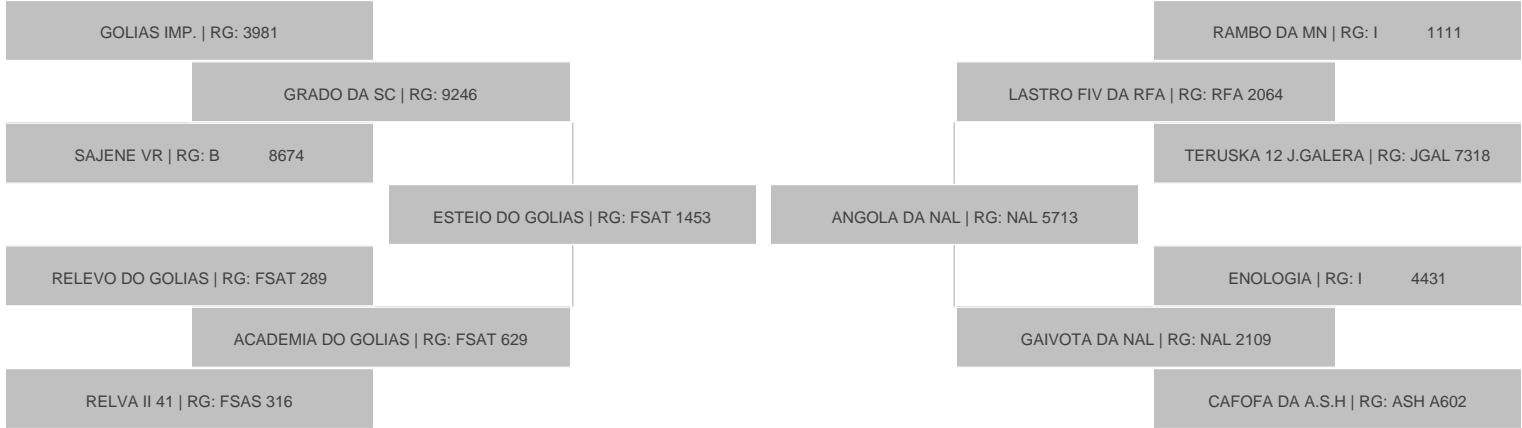 GOLIAS IMP. | RG: 3981
RAMBO DA MN | RG: I 1111
GRADO DA SC | RG: 9246
LASTRO FIV DA RFA | RG: RFA 2064
SAJENE VR | RG: B 8674
TERUSKA 12 J.GALERA | RG: JGAL 7318
ESTEIO DO GOLIAS | RG: FSAT 1453
ANGOLA DA NAL | RG: NAL 5713
RELEVO DO GOLIAS | RG: FSAT 289
ENOLOGIA | RG: I 4431
ACADEMIA DO GOLIAS | RG: FSAT 629
GAIVOTA DA NAL | RG: NAL 2109
RELVA II 41 | RG: FSAS 316
CAFOFA DA A.S.H | RG: ASH A602